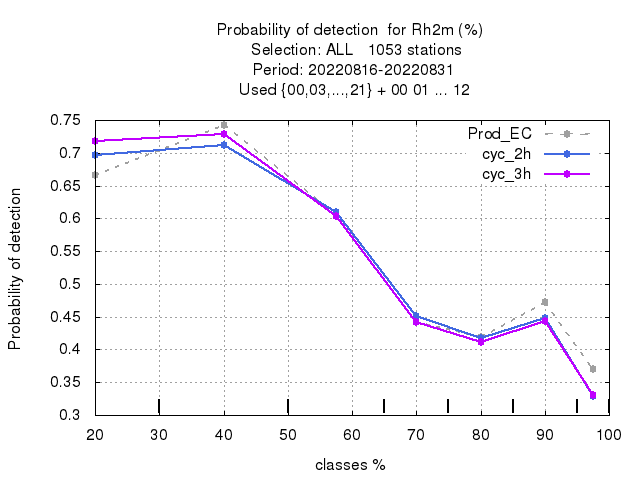 Probability of detection  for Rh2m (%)
Selection: ALL   1053 stations
Period: 20220816-20220831
Used {00,03,...,21} + 00 01 ... 12
Probability of detection
0.75
0.7
0.65
0.6
0.55
0.5
0.45
0.4
0.35
0.3
Prod_EC
cyc_2h
cyc_3h
20 30 40 50 60 70 80 90 100
classes %